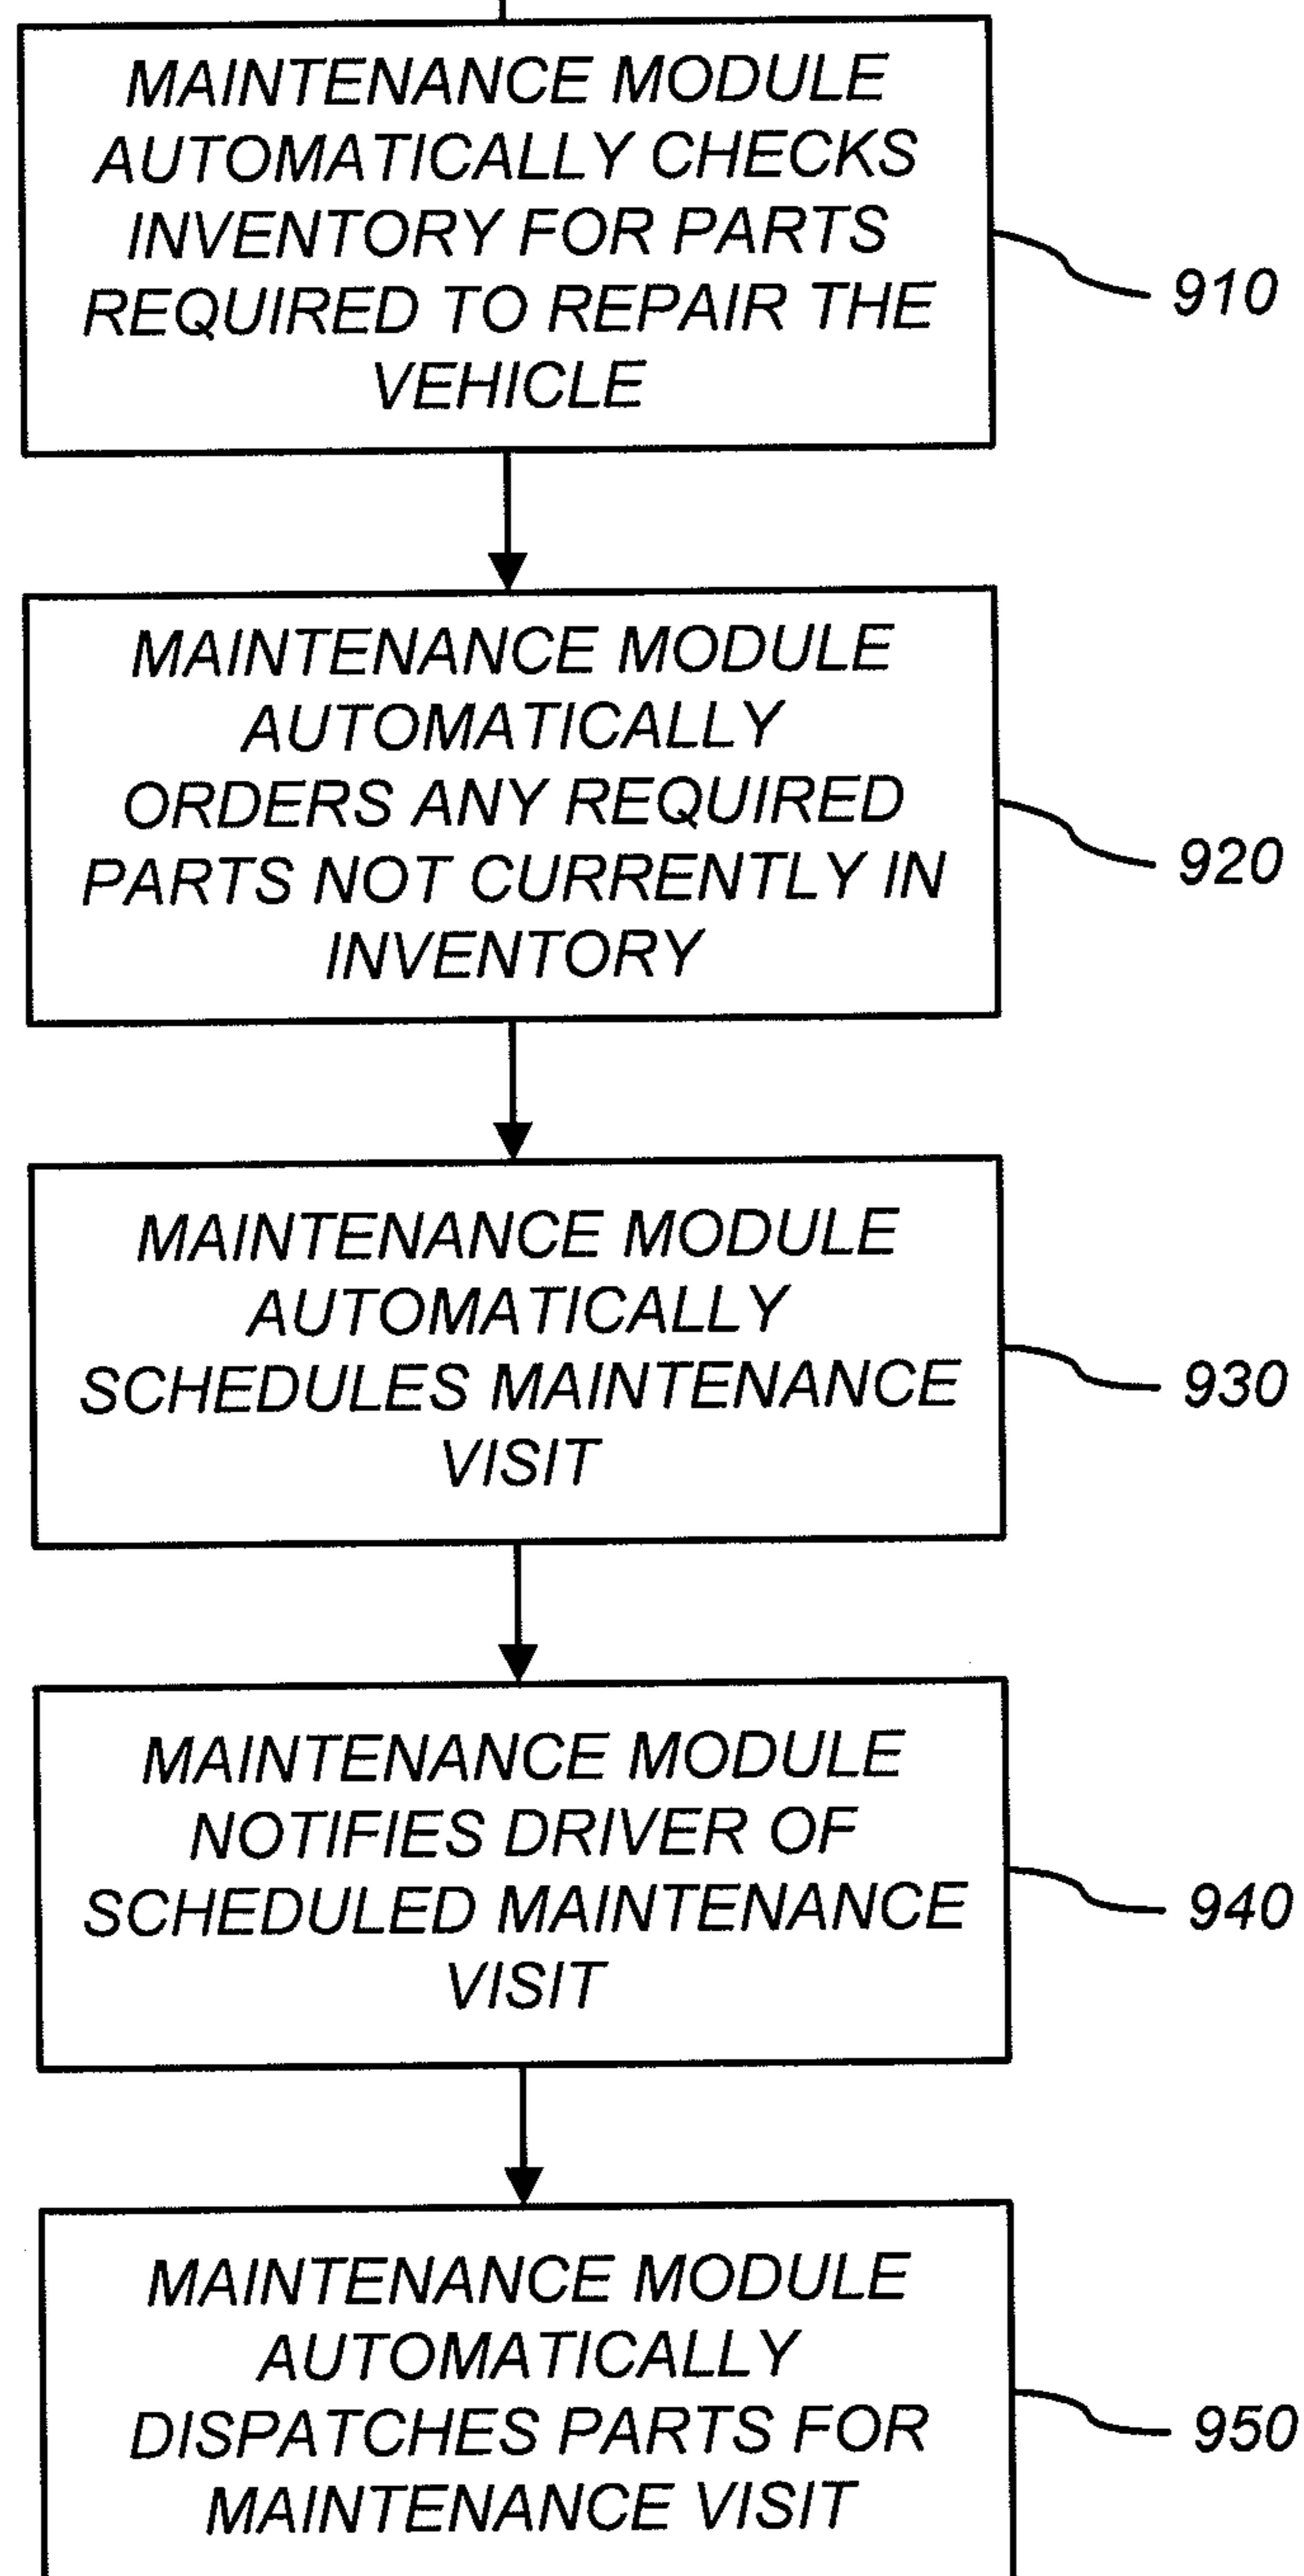 MAINTENANCE MODULE
AUTOMATICALLY CHECKS
INVENTORY FOR PARTS
REQUIRED TO REPAIR THE
VEHICLE
910
MAINTENANCE MODULE
AUTOMATICALLY
ORDERS ANY REQUIRED
PARTS NOT CURRENTLY IN
INVENTORY
920
MAINTENANCE MODULE
AUTOMATICALLY
SCHEDULES MAINTENANCE
VISIT
930
MAINTENANCE MODULE
NOTIFIES DRIVER OF
SCHEDULED MAINTENANCE
VISIT
940
MAINTENANCE MODULE
AUTOMATICALLY
DISPATCHES PARTS FOR
MAINTENANCE VISIT
950